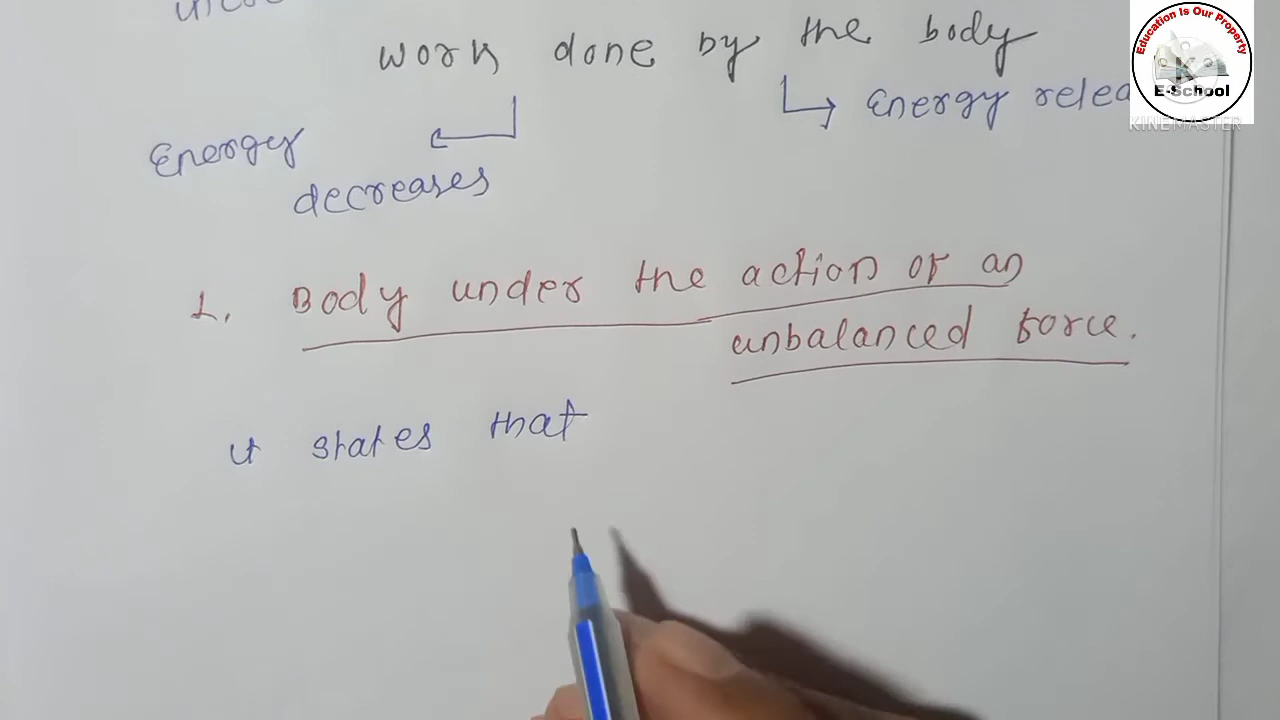 work done by the body
Energy
decreases
Energy relea
1. Body under the action of an
unbalanced force.
it states that
Education Is Our Property
K
E-School
KINEMASTER